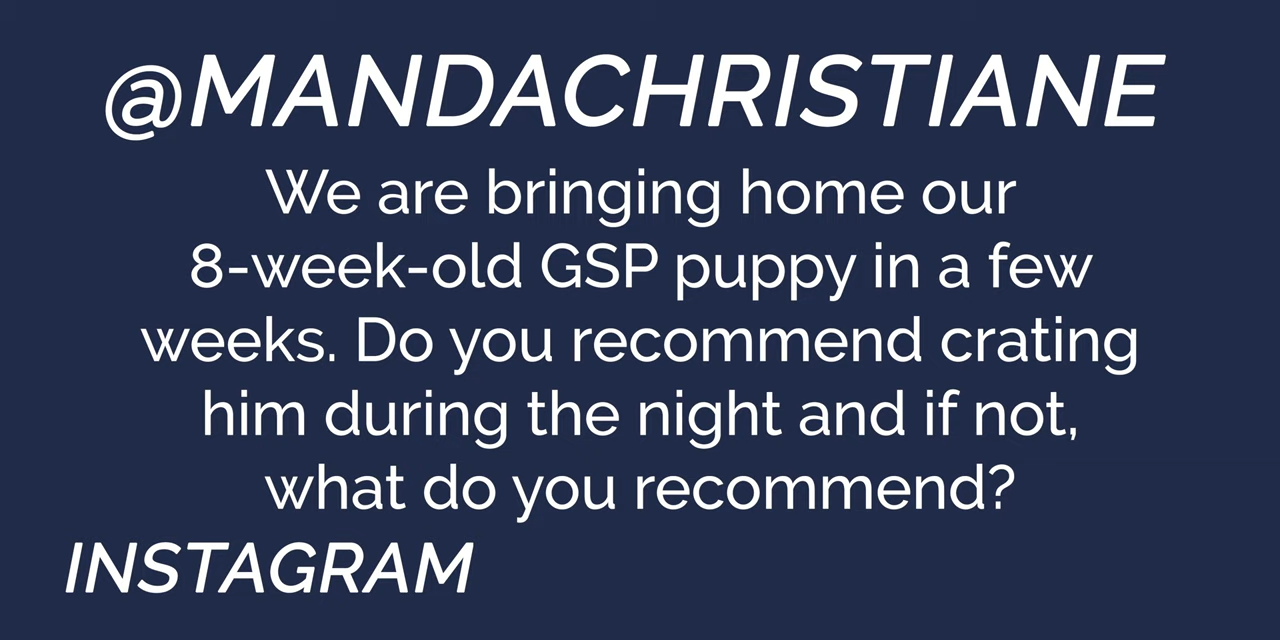 @MANDACHRISTIANE
We are bringing home our
8-week-old GSP puppy in a few
weeks. Do you recommend crating
him during the night and if not,
what do you recommend?
INSTAGRAM